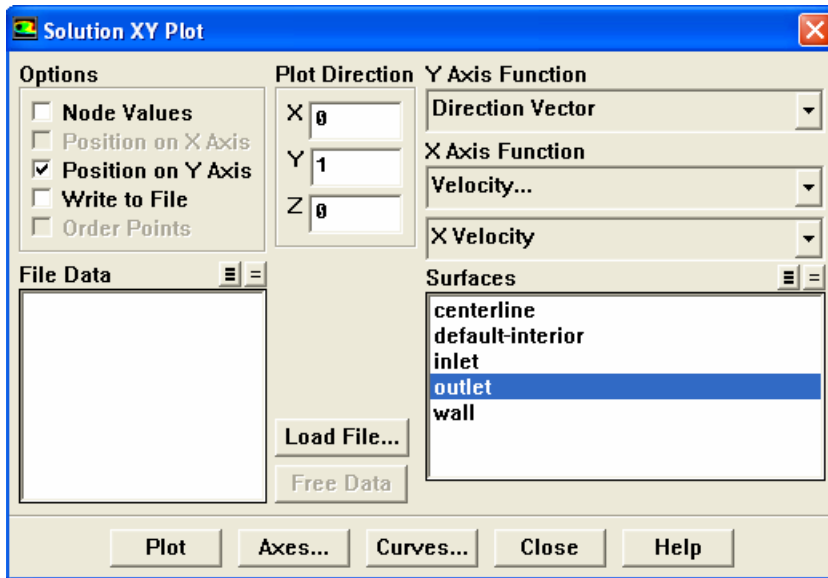 Solution XY Plot
Options
Node Values
Position on X Axis
Position on Y Axis
Write to File
Order Points
Plot Direction
X 0
Y 1
Z 0
Y Axis Function
Direction Vector
X Axis Function
Velocity...
X Velocity
File Data
Surfaces
centerline
default-interior
inlet
outlet
wall
Load File...
Free Data
Plot
Axes...
Curves...
Close
Help